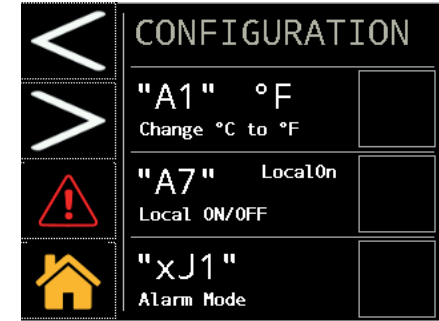 CONFIGURATION
"A1" °F
Change °C to °F
"A7" LocalOn
Local ON/OFF
"xJ1"
Alarm Mode